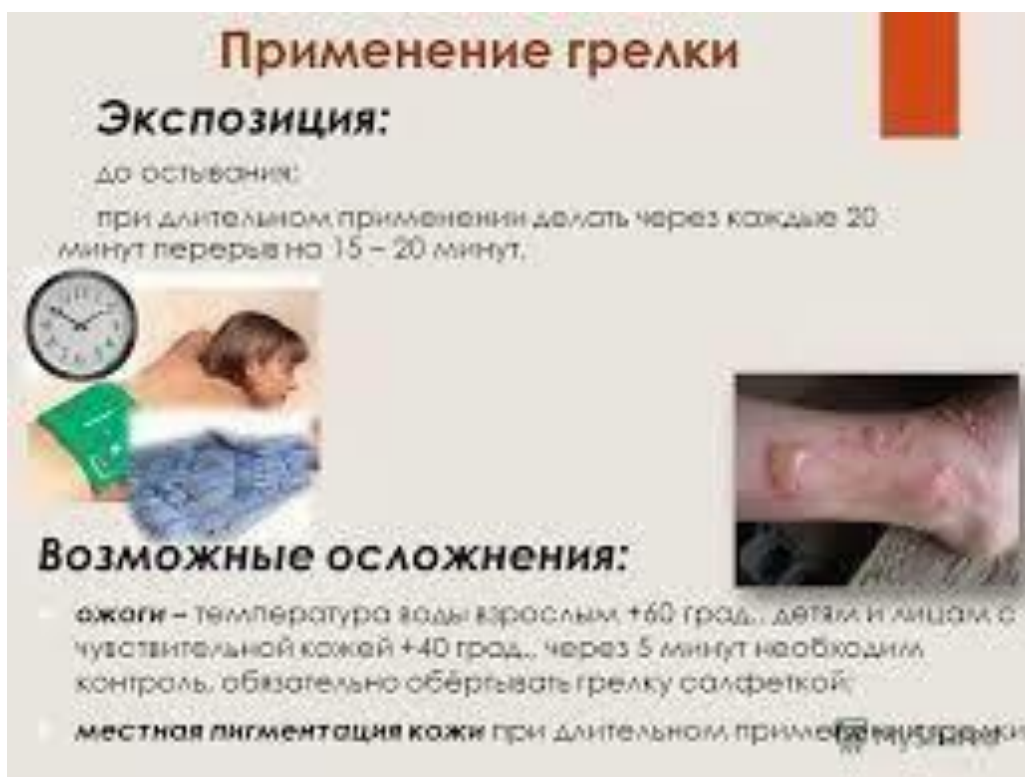 Применение грелки
Экспозиция:
до остывания;
при длительном применении делать через каждые 20
минут перерыв на 15 – 20 минут.
Возможные осложнения:
ожоги – температура воды взрослым +60 град., детям и лицам с
чувствительной кожей +40 град., через 5 минут необходим
контроль, обязательно обёртывать грелку салфеткой;
местная пигментация кожи при длительном применении грелки